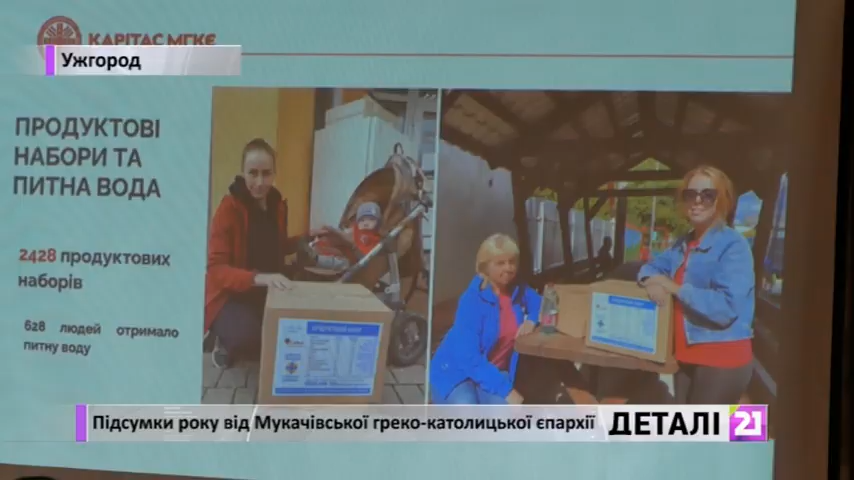 КАРІТАС МГКЄ
Ужгород
ПРОДУКТОВІ
НАБОРИ ТА
ПИТНА ВОДА
2428 продуктових
наборів
628 людей отримало
питну воду
Підсумки року від Мукачівської греко-католицької єпархії
ДЕТАЛІ 21